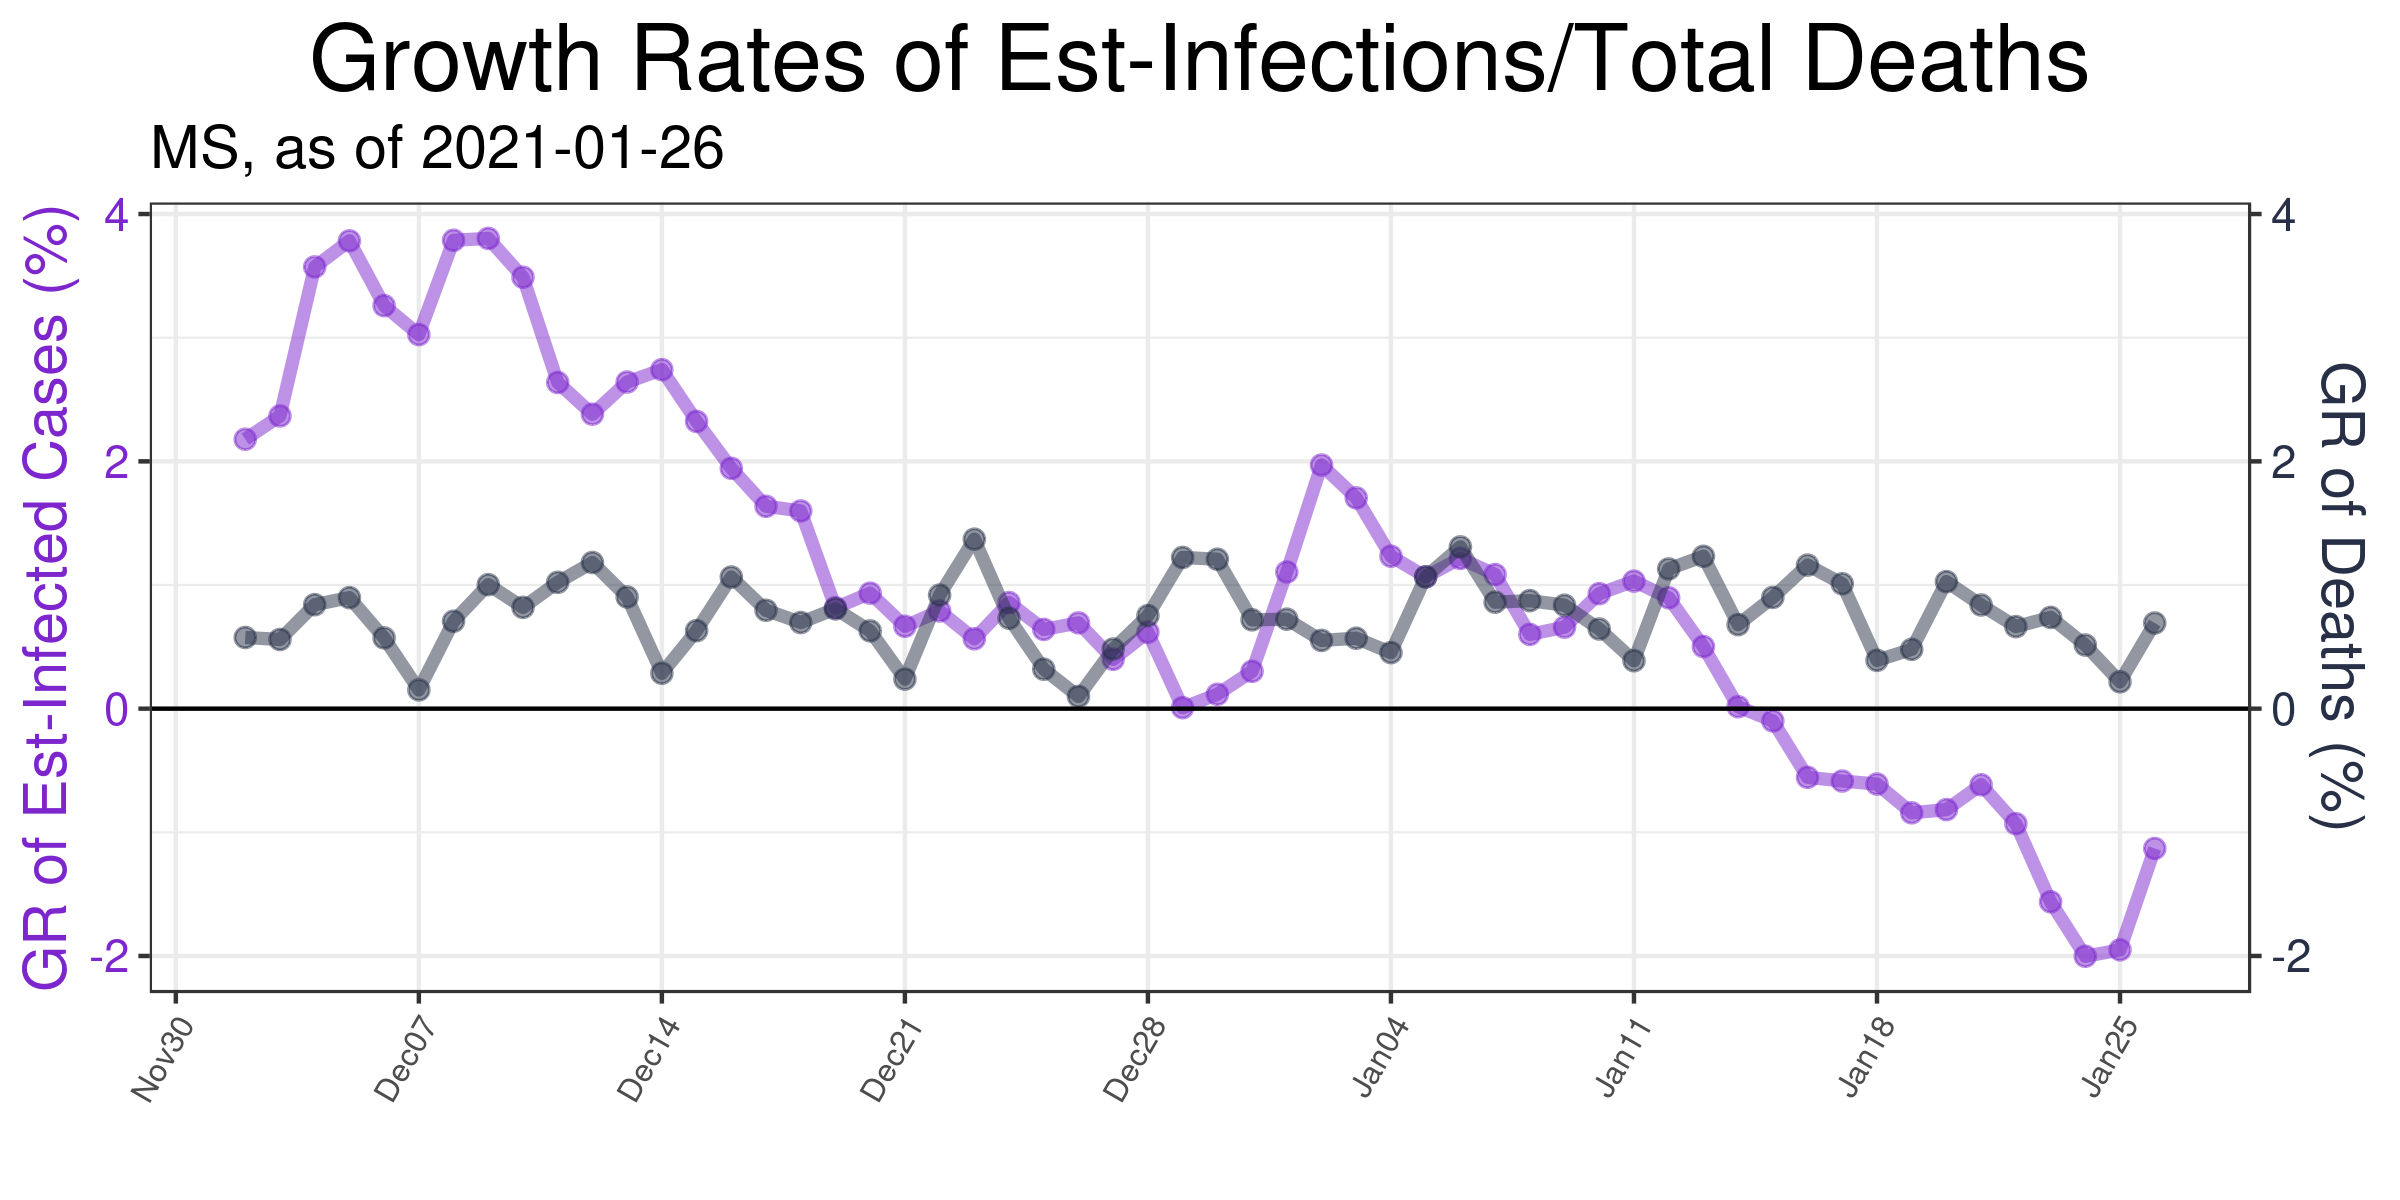 Growth Rates of Est-Infections/Total Deaths
MS, as of 2021-01-26
GR of Est-Infected Cases (%)
4
2
0
-2
4
2
0
-2
GR of Deaths (%)
Nov30
Dec07
Dec14
Dec21
Dec28
Jan04
Jan11
Jan18
Jan25